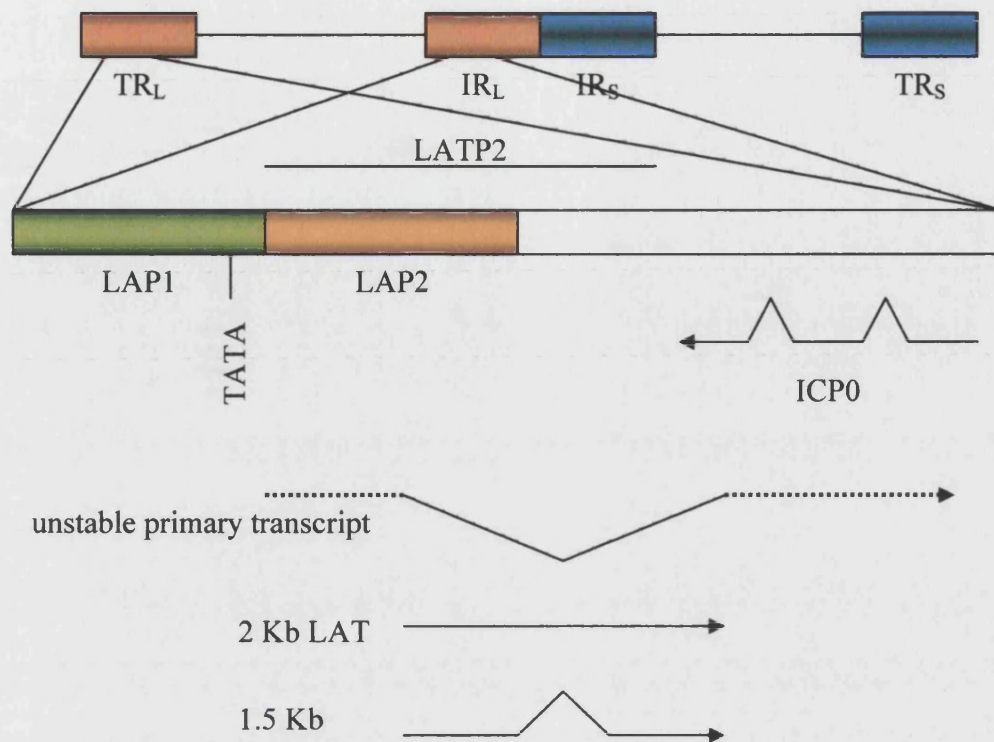 TRL IRL IRS TRS
LATP2
LAP1 LAP2
TATA
ICP0
unstable primary transcript
2 Kb LAT
1.5 Kb